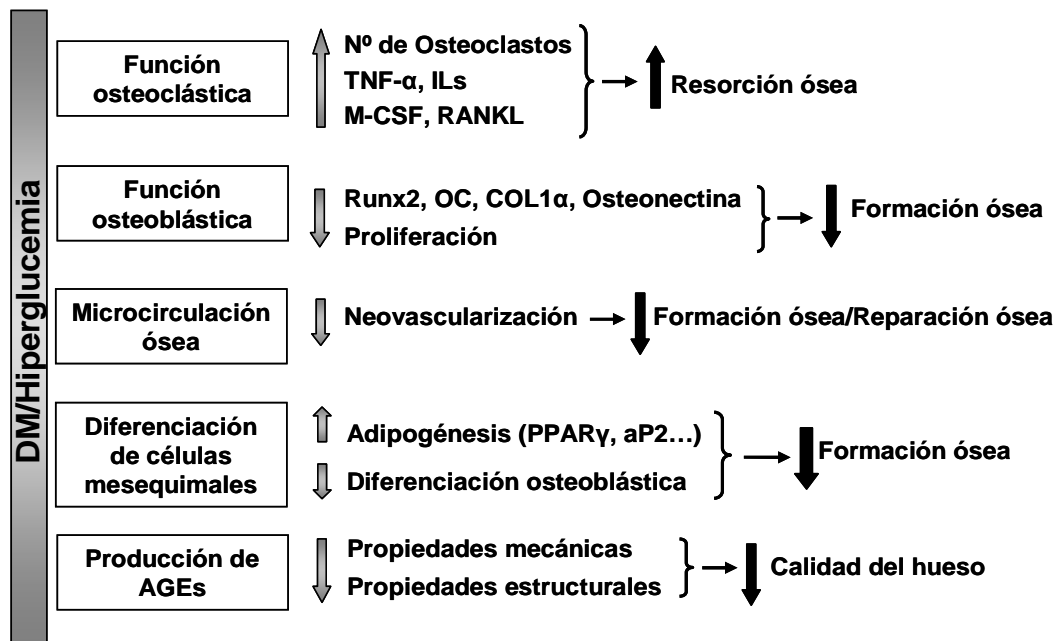 DM/Hiperglucemia
Función
osteoclástica
Nº de Osteoclastos
TNF-α, ILs
M-CSF, RANKL
Resorción ósea
Función
osteoblástica
Runx2, OC, COL1α, Osteonectina
Proliferación
Formación ósea
Microcirculación
ósea
Neovascularización
Formación ósea/Reparación ósea
Diferenciación
de células
mesequimales
Adipogénesis (PPARγ, aP2…)
Diferenciación osteoblástica
Formación ósea
Producción de
AGEs
Propiedades mecánicas
Propiedades estructurales
Calidad del hueso